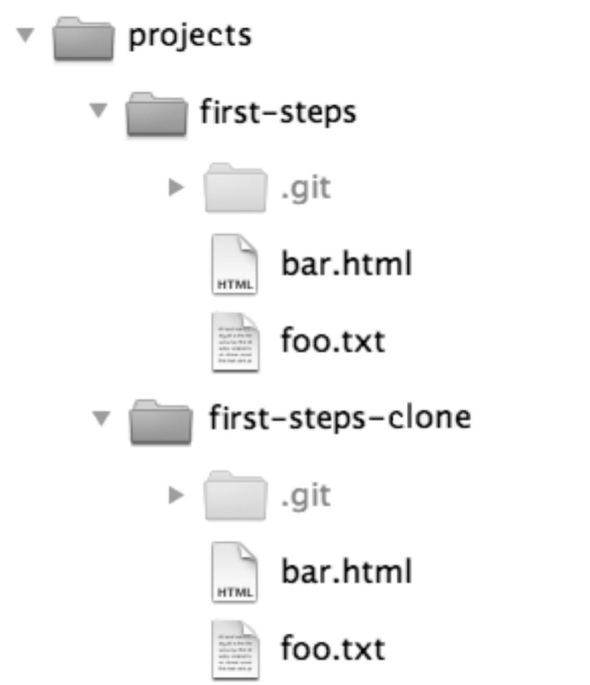 projects
first-steps
.git
HTML
bar.html
foo.txt
first-steps-clone
.git
HTML
bar.html
foo.txt